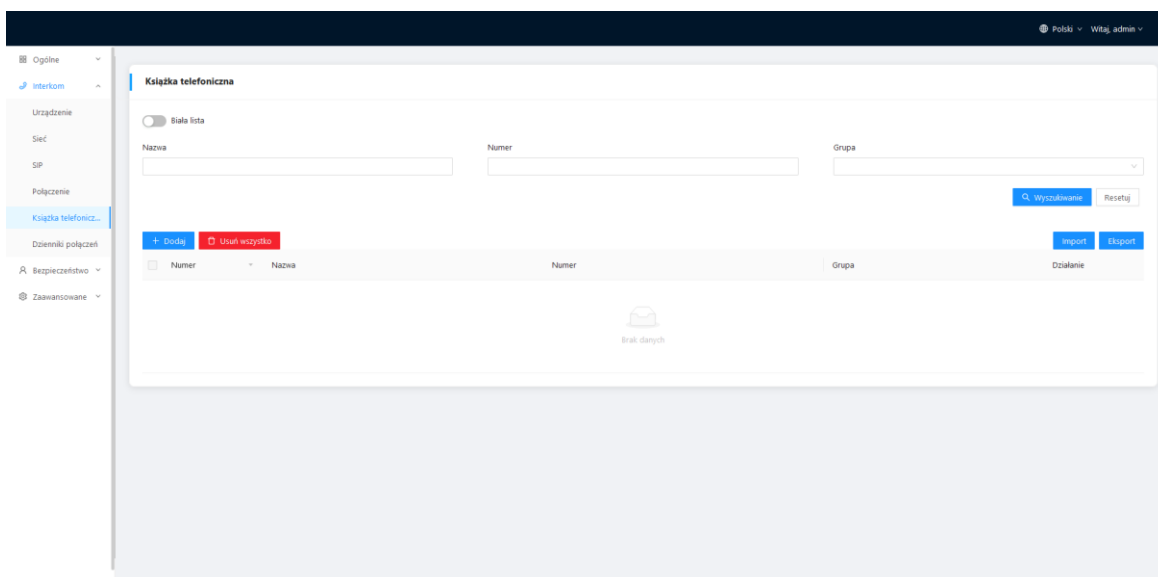 Polski Witaj, admin
Ogólne
Interkom
Urządzenie
Sieć
SIP
Połączenie
Książka telefonicz...
Dzienniki połączeń
Bezpieczeństwo
Zaawansowane
Książka telefoniczna
Biała lista
Nazwa Numer Grupa
Wyszukiwanie Resetuj
+ Dodaj Usuń wszystko Import Eksport
Numer Nazwa Numer Grupa Działanie
Brak danych